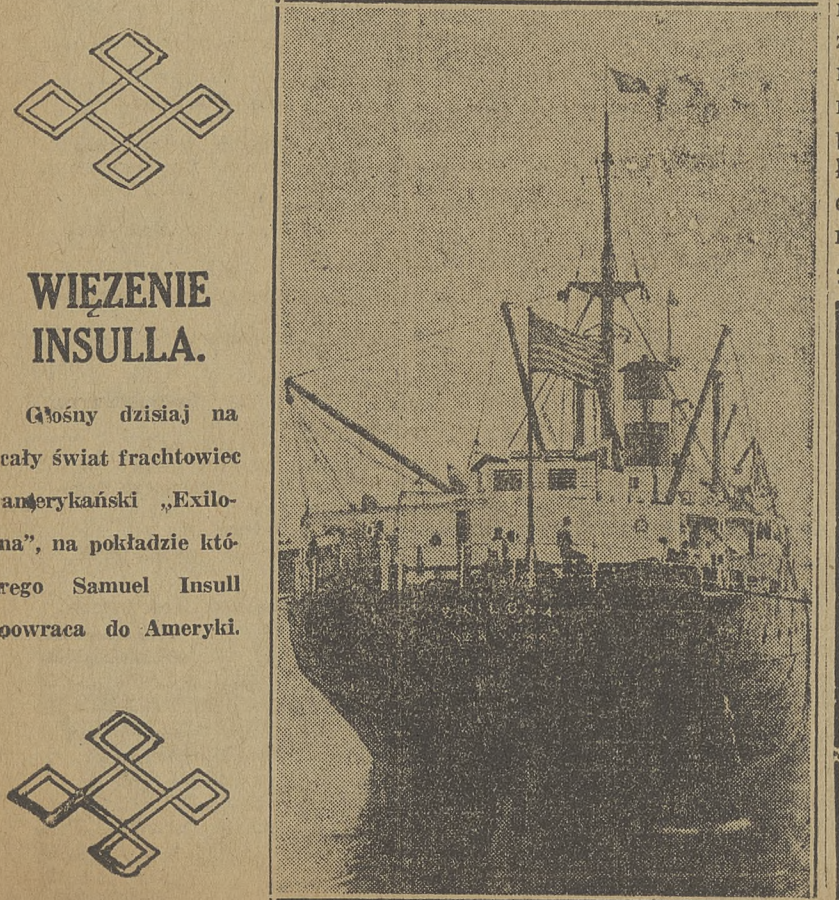 WIĘZENIE
INSULLA.
Głośny dzisiaj na
cały świat frachtowiec
amerykański „Exilo-
na”, na pokładzie któ-
rego Samuel Insull
powraca do Ameryki.